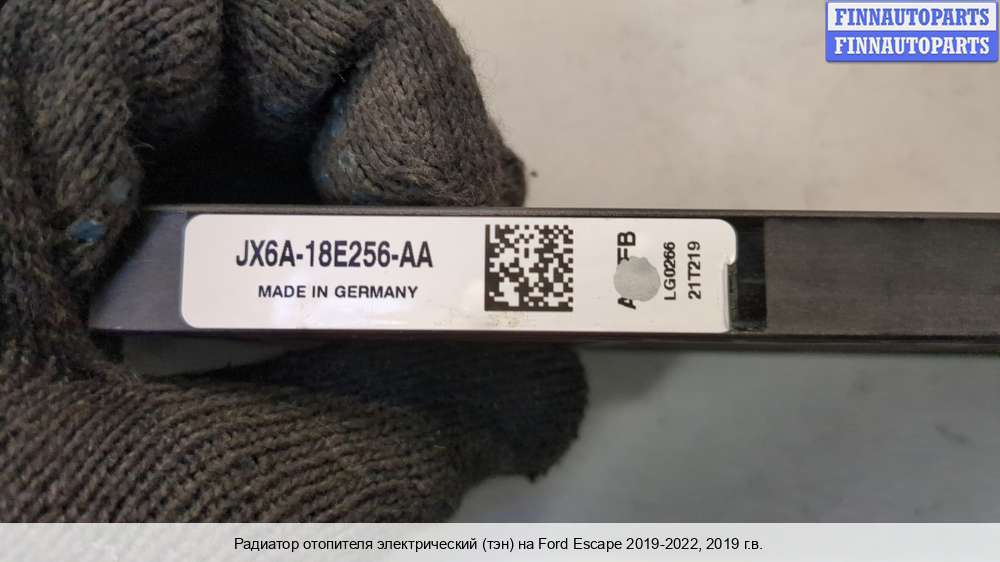 FINNAUTOPARTS
FINNAUTOPARTS
JX6A-18E256-AA
MADE IN GERMANY
FB
LG0266
21T219
Радиатор отопителя электрический (тэн) на Ford Escape 2019-2022, 2019 г.в.